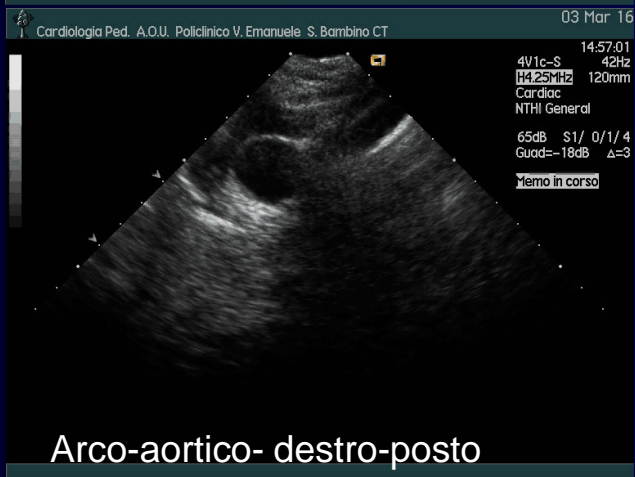 03 Mar 16
Cardiologia Ped. A.O.U. Policlinico V. Emanuele S. Bambino CT
14:57:01
4V1c-S 42Hz
H4.25MHz 120mm
Cardiac
NTHI General
65dB S1/ 0/1/4
Guad=-18dB Δ=3
Memo in corso
Arco-aortico- destro-posto